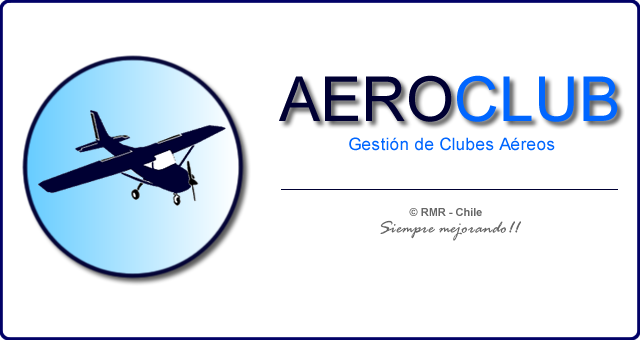 AEROCLUB
Gestión de Clubes Aéreos
© RMR - Chile
Siempre mejorando!!